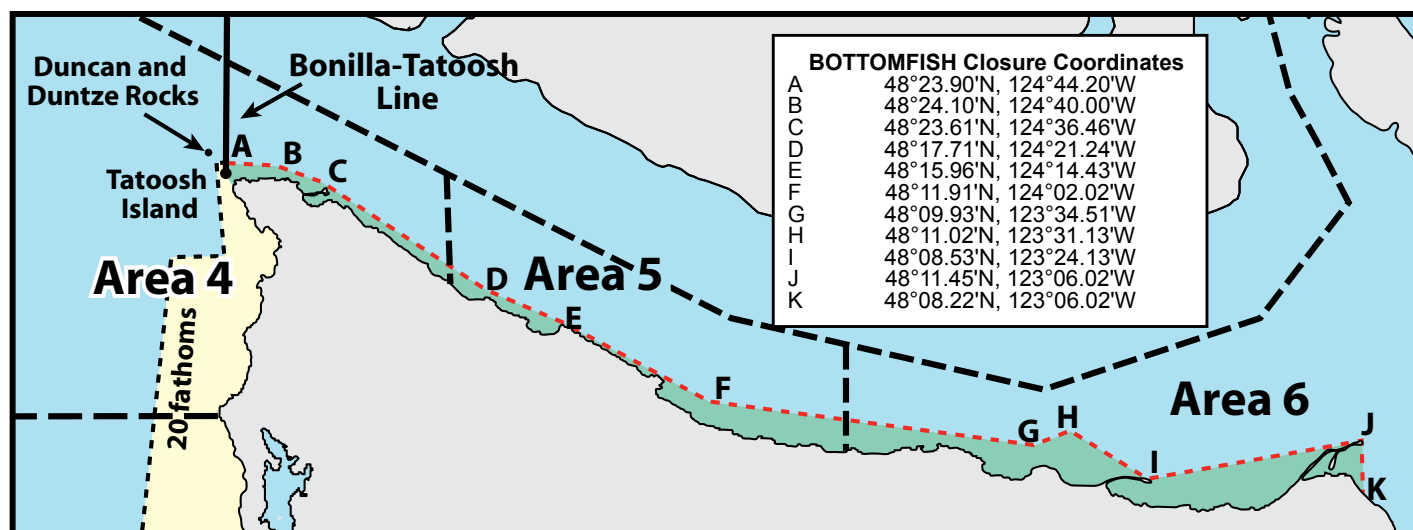 Duncan and
Duntze Rocks
Bonilla-Tatoosh
Line
A
B
C
Tatoosh
Island
Area 4
20 fathoms
D
Area 5
E
F
G
H
I
Area 6
J
K
BOTTOMFISH Closure Coordinates
A 48°23.90'N, 124°44.20'W
B 48°24.10'N, 124°40.00'W
C 48°23.61'N, 124°36.46'W
D 48°17.71'N, 124°21.24'W
E 48°15.96'N, 124°14.43'W
F 48°11.91'N, 124°02.02'W
G 48°09.93'N, 123°34.51'W
H 48°11.02'N, 123°31.13'W
I 48°08.53'N, 123°24.13'W
J 48°11.45'N, 123°06.02'W
K 48°08.22'N, 123°06.02'W